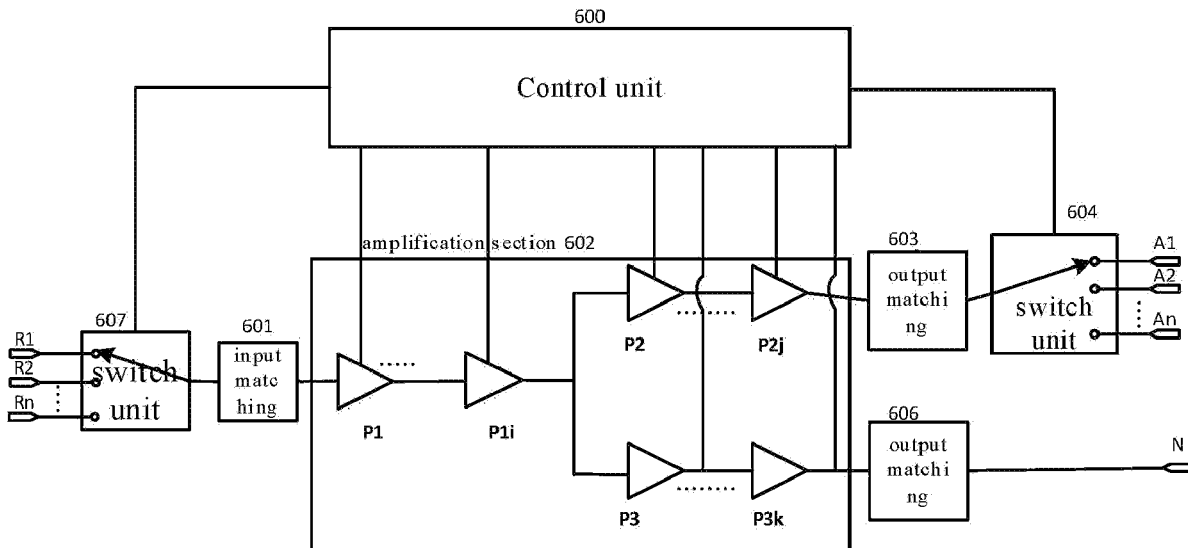 600
Control unit
604
amplification section 602
603
A1
A2
An
output
matchi
ng
switch
unit
607
601
R1
R2
Rn
switch
unit
input
matc
hing
......
P2
........
P2j
P1
P1i
606
output
matchi
ng
N
P3
........
P3k